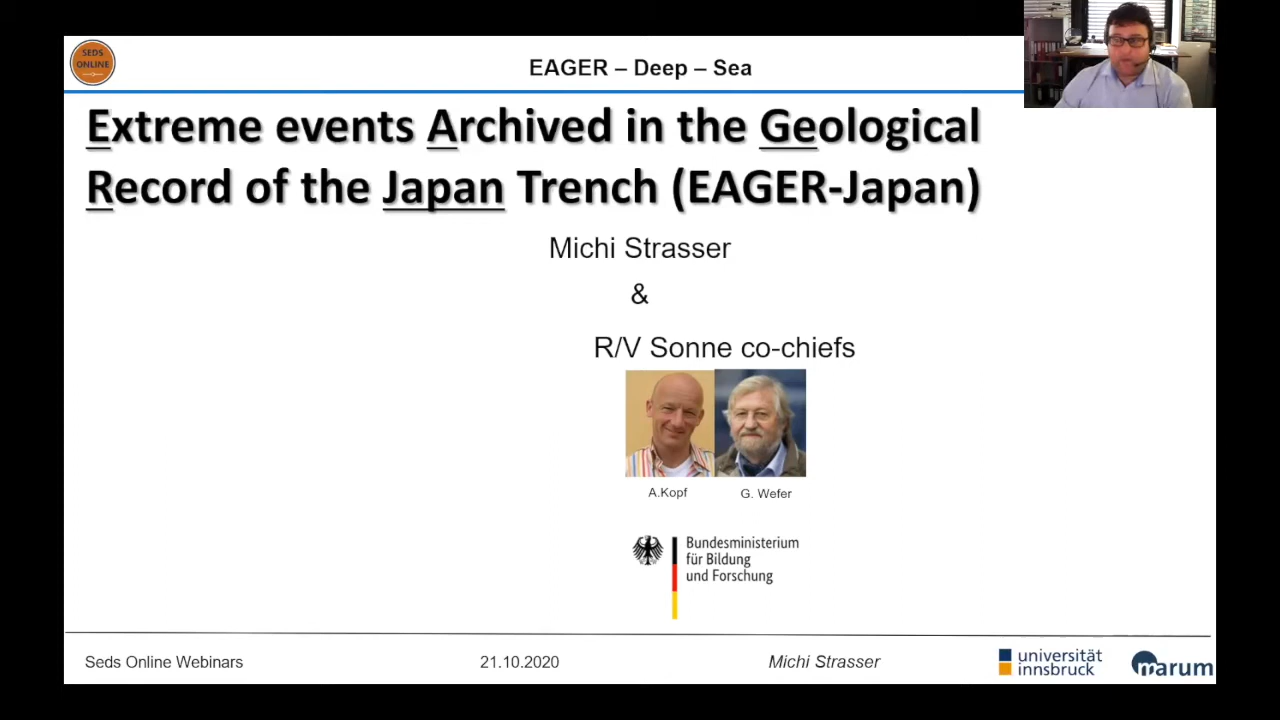 SEDS
ONLINE
EAGER – Deep – Sea
Extreme events Archived in the Geological
Record of the Japan Trench (EAGER-Japan)
Michi Strasser
&
R/V Sonne co-chiefs
A.Kopf
G. Wefer
Bundesministerium
für Bildung
und Forschung
Seds Online Webinars
21.10.2020
Michi Strasser
universität
innsbruck
marum